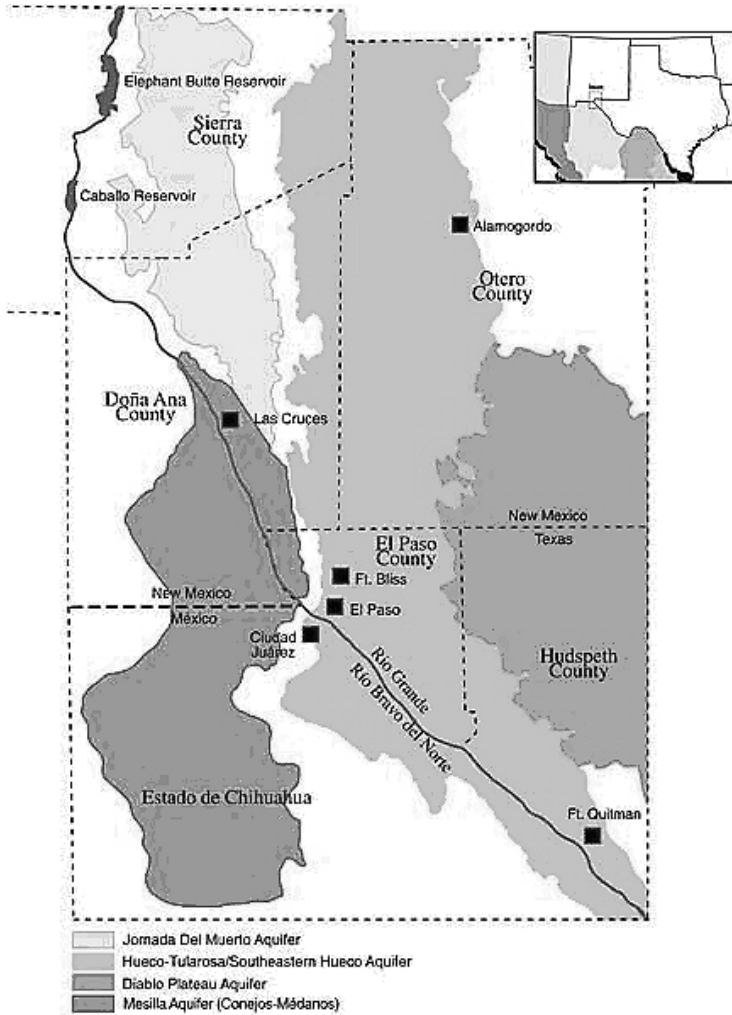 Elephant Butte Reservoir
Sierra
County
Caballo Reservoir
Alamogordo
Otero
County
Doña Ana
County
Las Cruces
New Mexico
Texas
El Paso
County
Ft. Bliss
New Mexico
México
El Paso
Ciudad
Juárez
Rio Grande
Río Bravo del Norte
Hudspeth
County
Estado de Chihuahua
Ft. Quitman
Jornada Del Muerto Aquifer
Hueco-Tularosa/Southeastern Hueco Aquifer
Diablo Plateau Aquifer
Mesilla Aquifer (Conejos-Médanos)